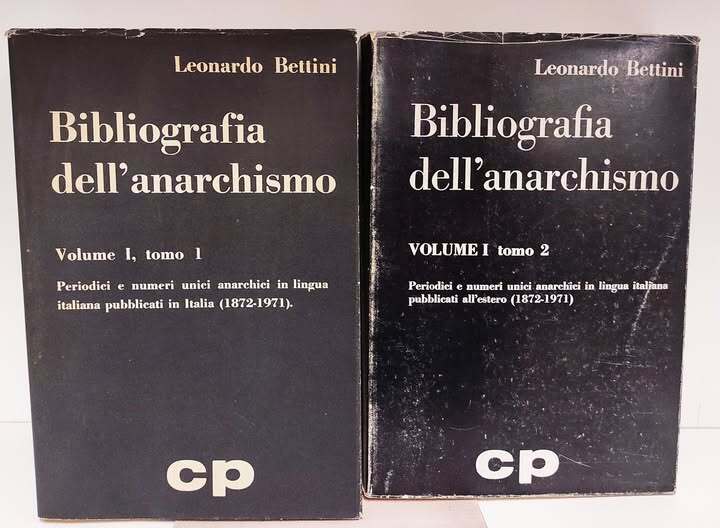 Leonardo Bettini
Bibliografia
dell'anarchismo
Volume I, tomo 1
Periodici e numeri unici anarchici in lingua
italiana pubblicati in Italia (1872-1971).
cp
Leonardo Bettini
Bibliografia
dell'anarchismo
VOLUME I tomo 2
Periodici e numeri unici anarchici in lingua italiana
pubblicati all'estero (1872-1971)
cp